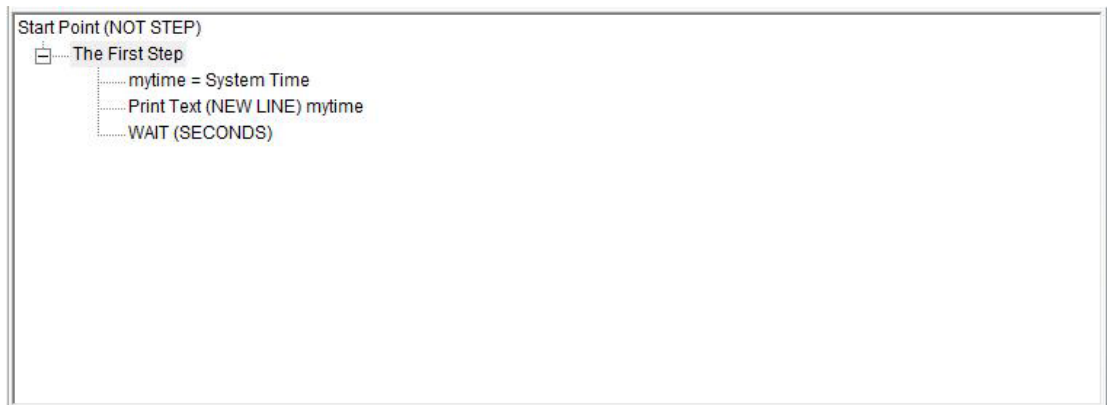 Start Point (NOT STEP)
The First Step
mytime = System Time
Print Text (NEW LINE) mytime
WAIT (SECONDS)